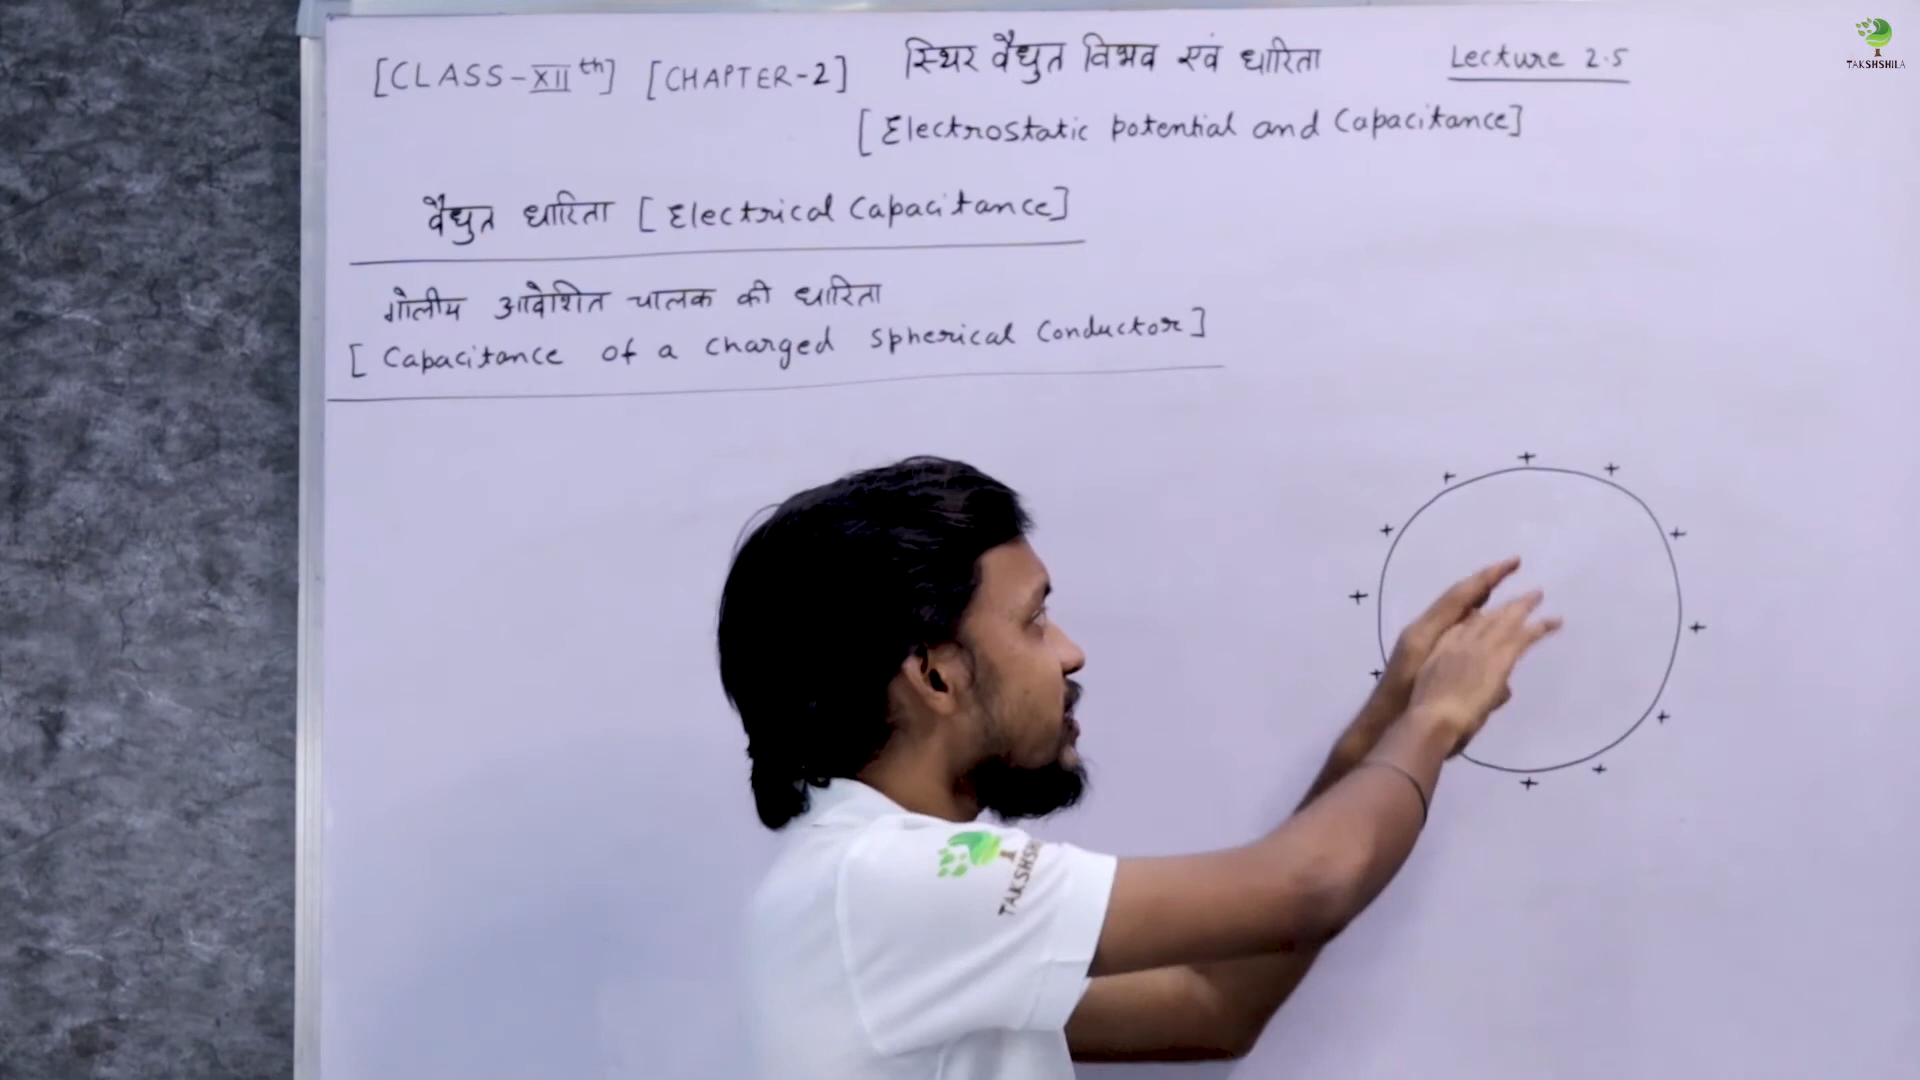 [CLASS-XIIth] [CHAPTER-2] स्थिर वैद्युत विभव एवं धारिता Lecture 2.5
[Electrostatic potential and Capacitance]
वैद्युत धारिता [Electrical Capacitance]
गोलीय आवेशित चालक की धारिता
[Capacitance of a charged spherical Conductor]
TAKSHSHILA
TAKSHSH